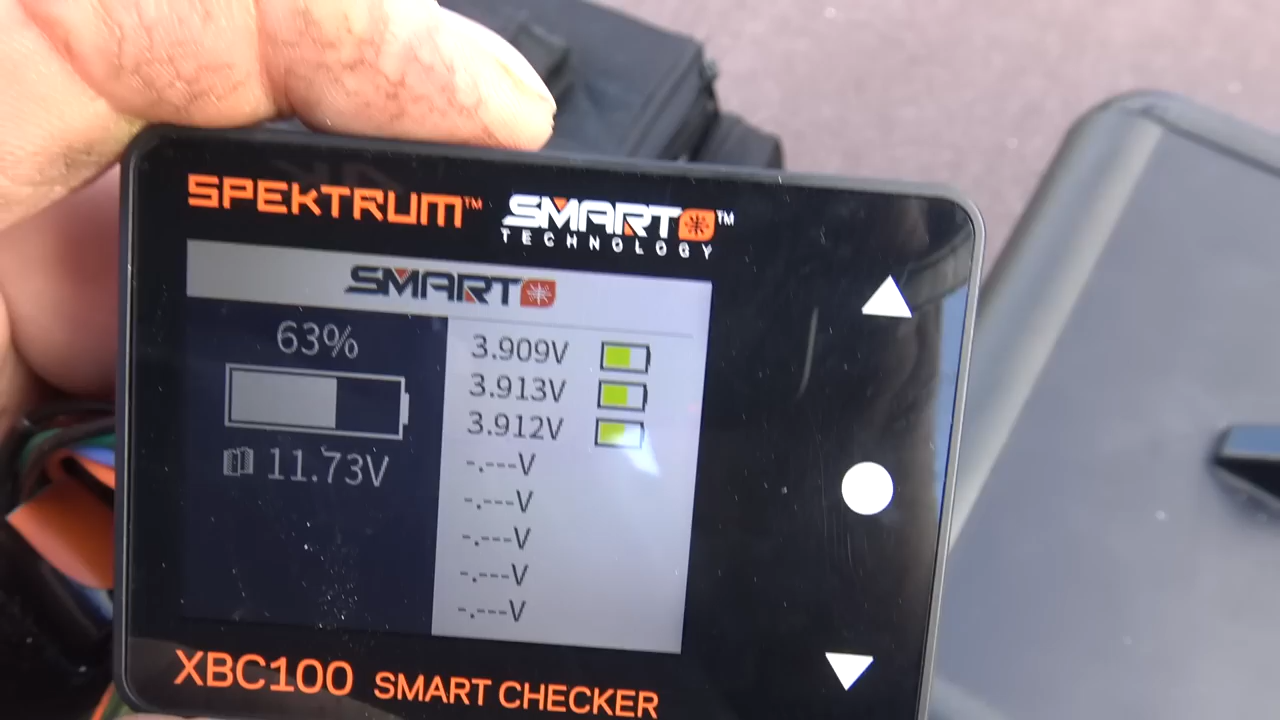 SPEKTRUM™ SMART™
TECHNOLOGY
SMART
63%
11.73V
3.909V
3.913V
3.912V
-.---V
-.---V
-.---V
-.---V
-.---V
XBC100 SMART CHECKER